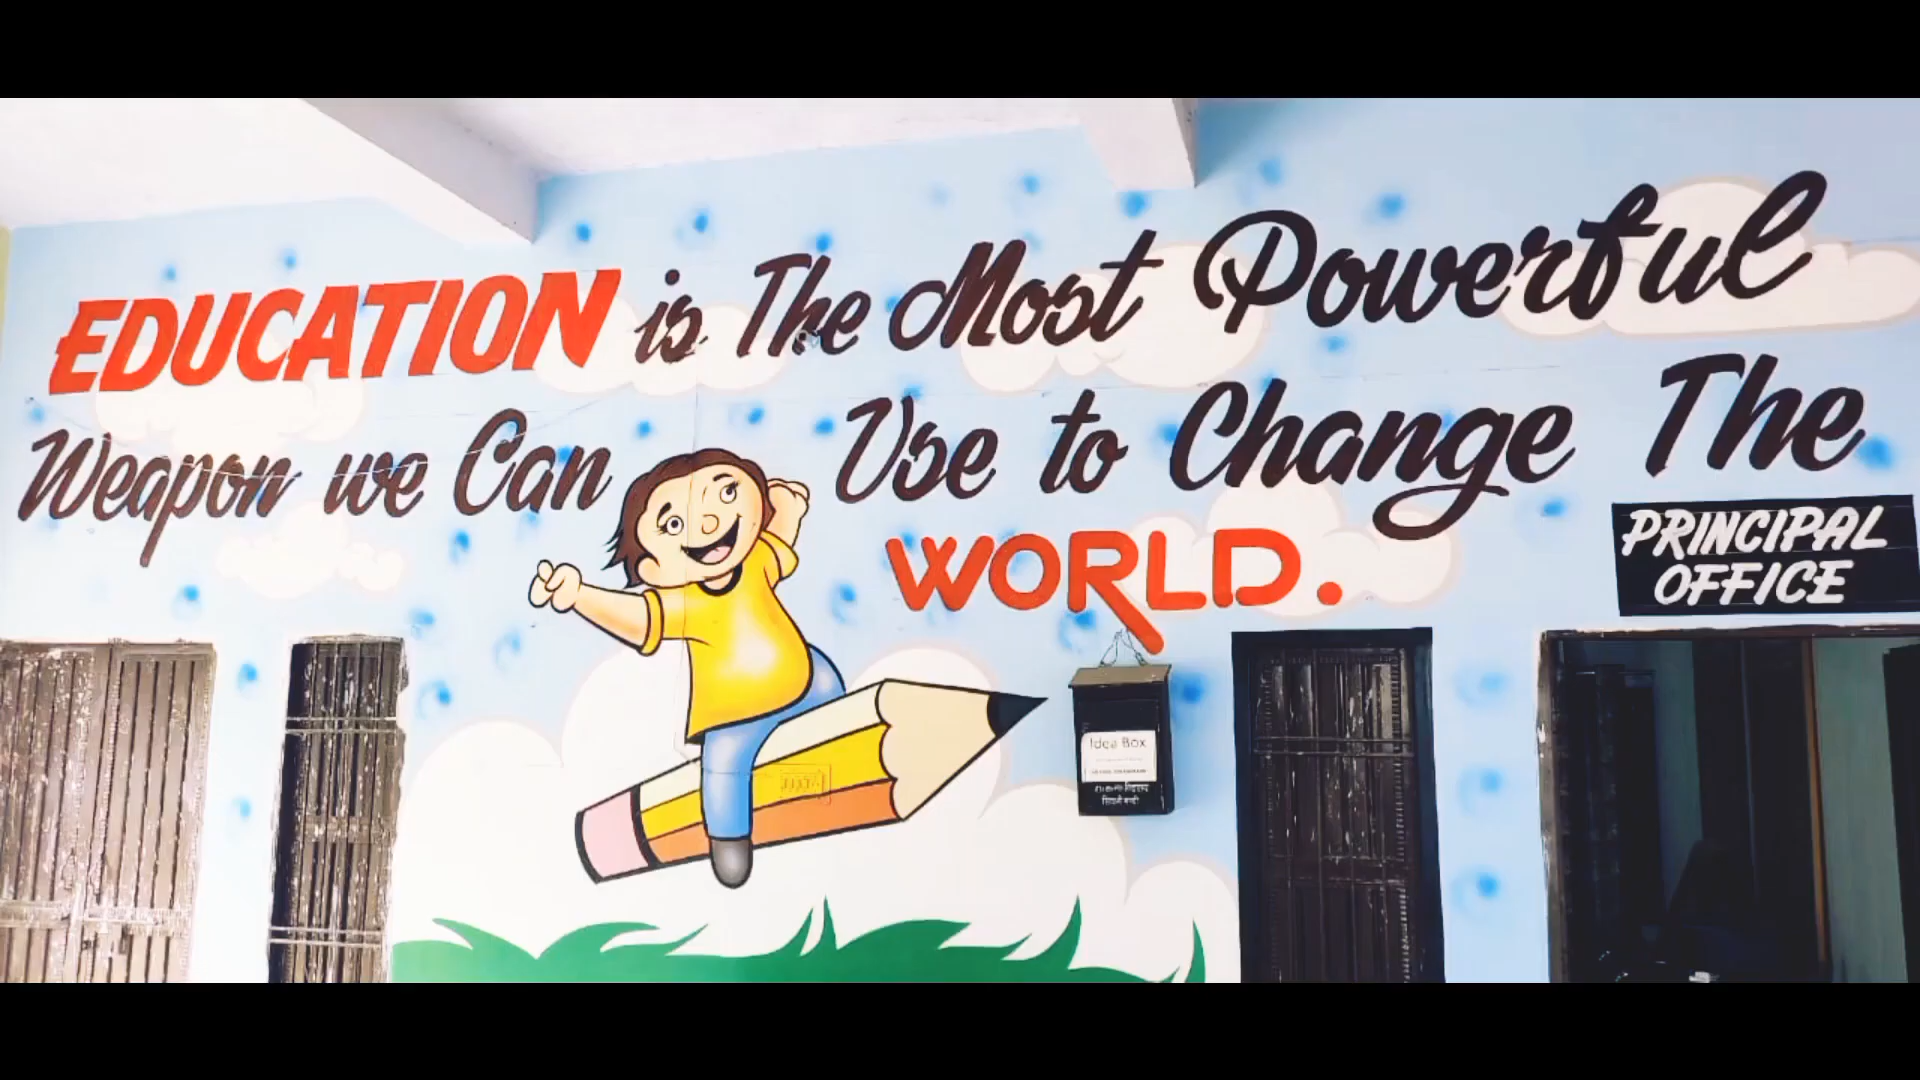 EDUCATION is The Most Powerful
Weapon we Can Use to Change The
WORLD.
PRINCIPAL
OFFICE
Idea Box